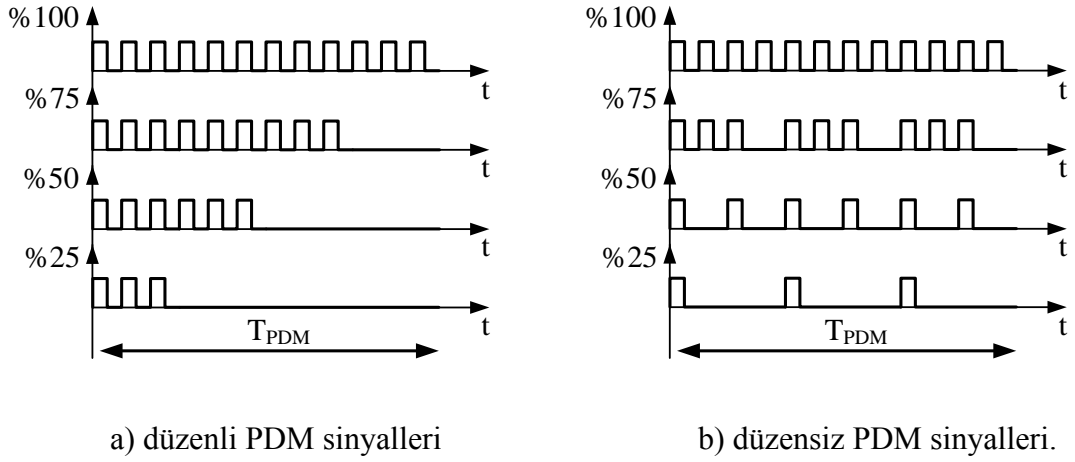 %100
t
%75
t
%50
t
%25
t
T_PDM
a) düzenli PDM sinyalleri
%100
t
%75
t
%50
t
%25
t
T_PDM
b) düzensiz PDM sinyalleri.